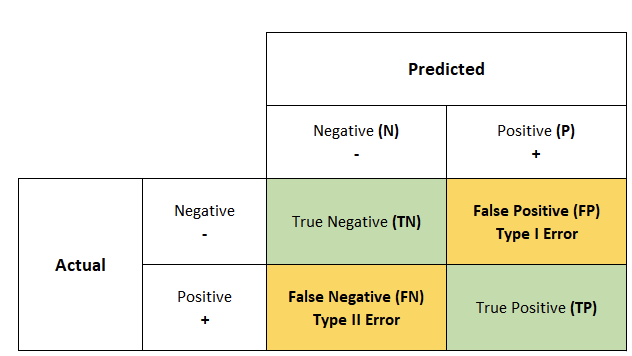 Predicted
Negative (N)
-
Positive (P)
+
Actual
Negative
-
True Negative (TN)
False Positive (FP)
Type I Error
Positive
+
False Negative (FN)
Type II Error
True Positive (TP)